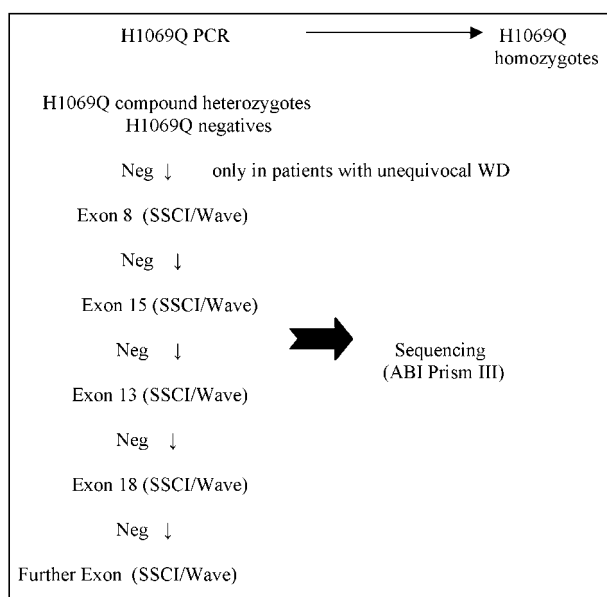 H1069Q PCR
H1069Q
homozygotes
H1069Q compound heterozygotes
H1069Q negatives
Neg ↓ only in patients with unequivocal WD
Exon 8 (SSCI/Wave)
Neg ↓
Exon 15 (SSCI/Wave)
Neg ↓
Sequencing
(ABI Prism III)
Exon 13 (SSCI/Wave)
Neg ↓
Exon 18 (SSCI/Wave)
Neg ↓
Further Exon (SSCI/Wave)